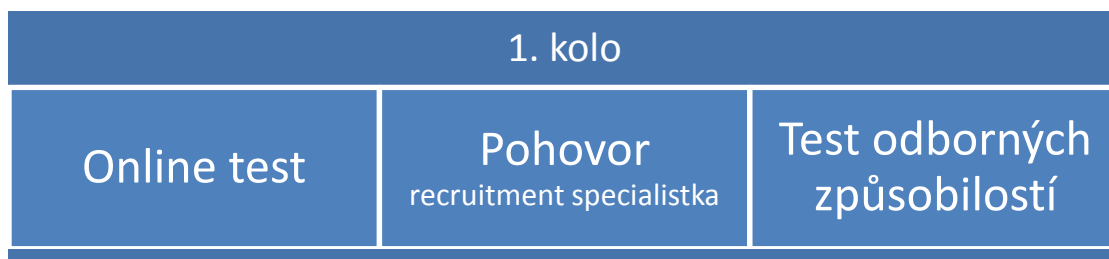 1. kolo
Online test
Pohovor
recruitment specialistka
Test odborných
způsobilostí